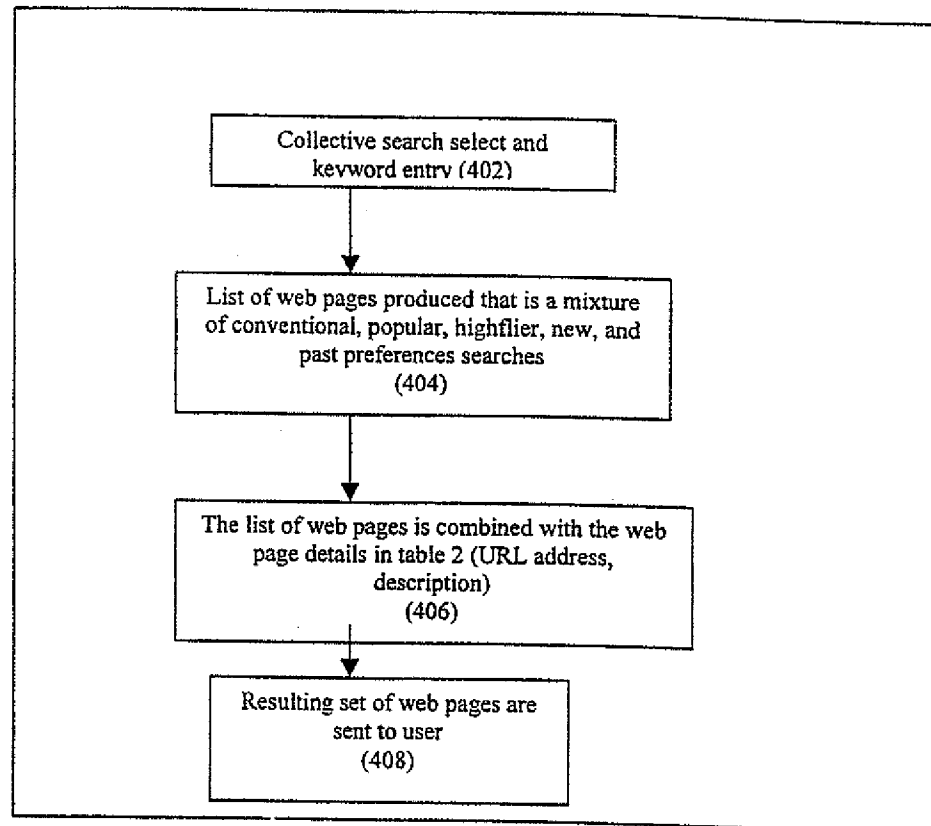 Collective search select and
keyword entry (402)
List of web pages produced that is a mixture
of conventional, popular, highflier, new, and
past preferences searches
(404)
The list of web pages is combined with the web
page details in table 2 (URL address,
description)
(406)
Resulting set of web pages are
sent to user
(408)